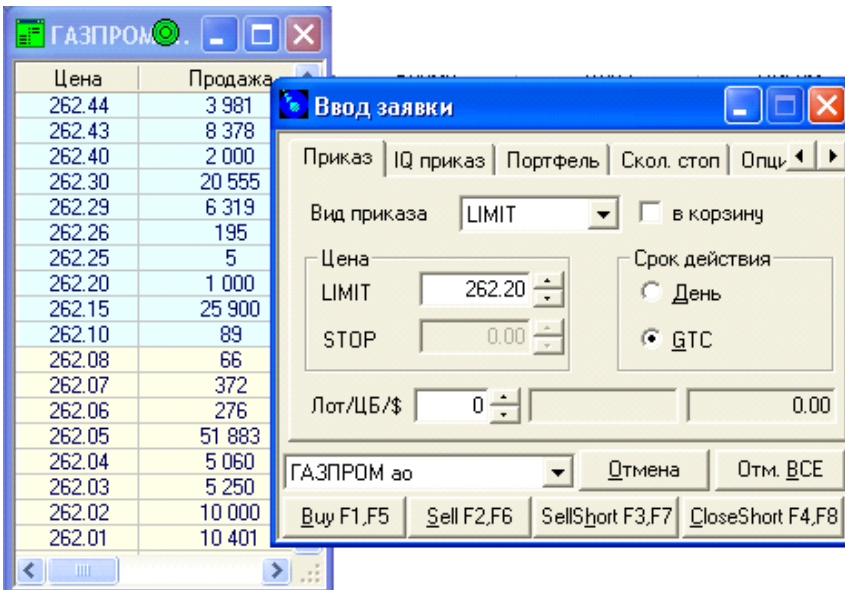 ГАЗПРОМ
Цена Продажа
262.44 3 981
262.43 8 378
262.40 2 000
262.30 20 555
262.29 6 319
262.26 195
262.25 5
262.20 1 000
262.15 25 900
262.10 89
262.08 66
262.07 372
262.06 276
262.05 51 883
262.04 5 060
262.03 5 250
262.02 10 000
262.01 10 401
Ввод заявки
Приказ IQ приказ Портфель Скол. стоп Опци
Вид приказа LIMIT в корзину
Цена Срок действия
LIMIT 262.20 День
STOP 0.00 GTC
Лот/ЦБ/$ 0 0.00
ГАЗПРОМ ао Отмена Отм. ВСЕ
Buy F1,F5 Sell F2,F6 SellShort F3,F7 CloseShort F4,F8